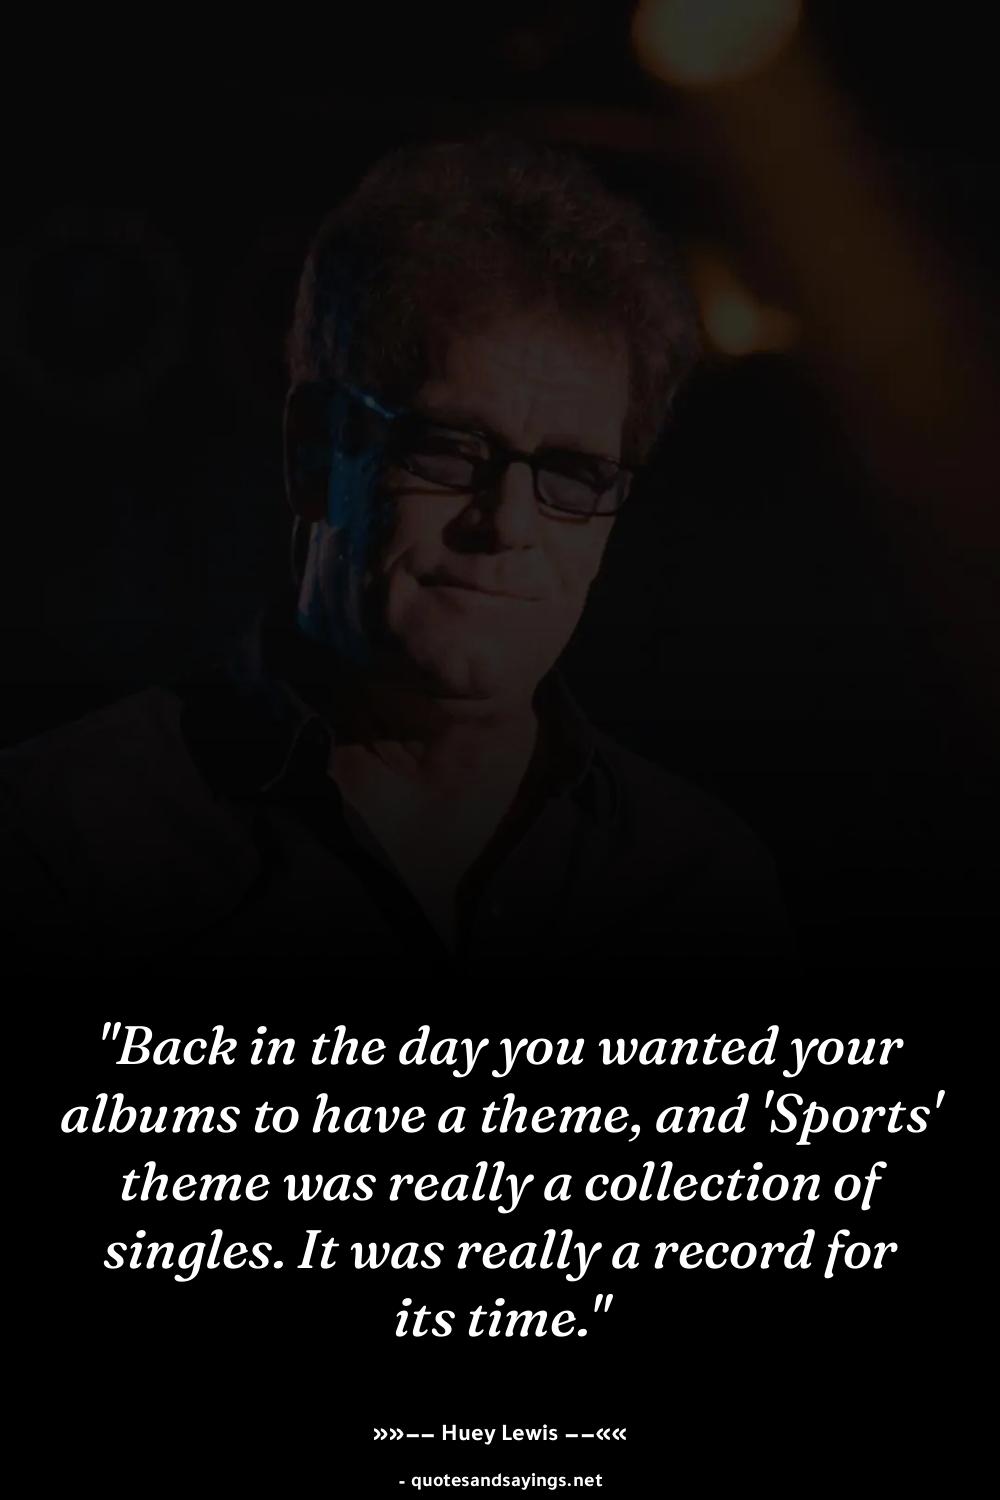 "Back in the day you wanted your
albums to have a theme, and 'Sports'
theme was really a collection of
singles. It was really a record for
its time."
»»—— Huey Lewis ——««
- quotesandsayings.net